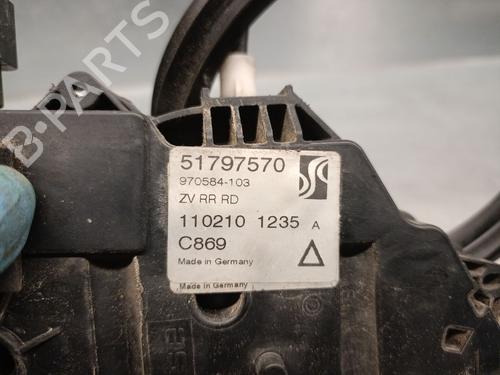 B-PARTS
51797570
970584-103
ZV RR RD
110210 1235 A
C869
Made in Germany
Made in Germany